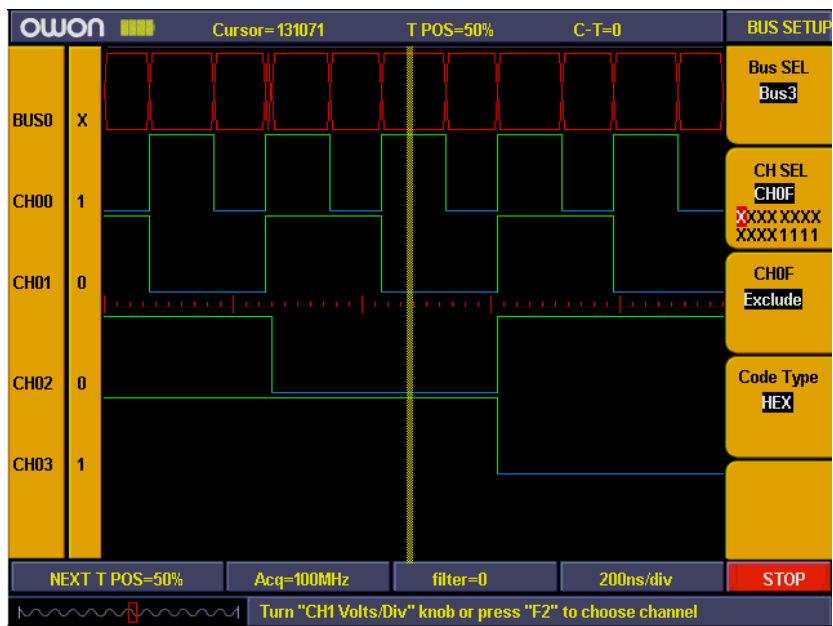 owon Cursor=131071 T POS=50% C-T=0 BUS SETUP
Bus SEL
Bus3
BUS0 X
CH SEL
CH0F
XXXX XXXX
XXXX1111
CH00 1
CH01 0
CH0F
Exclude
CH02 0
Code Type
HEX
CH03 1
NEXT T POS=50% Acq=100MHz filter=0 200ns/div STOP
Turn "CH1 Volts/Div" knob or press "F2" to choose channel